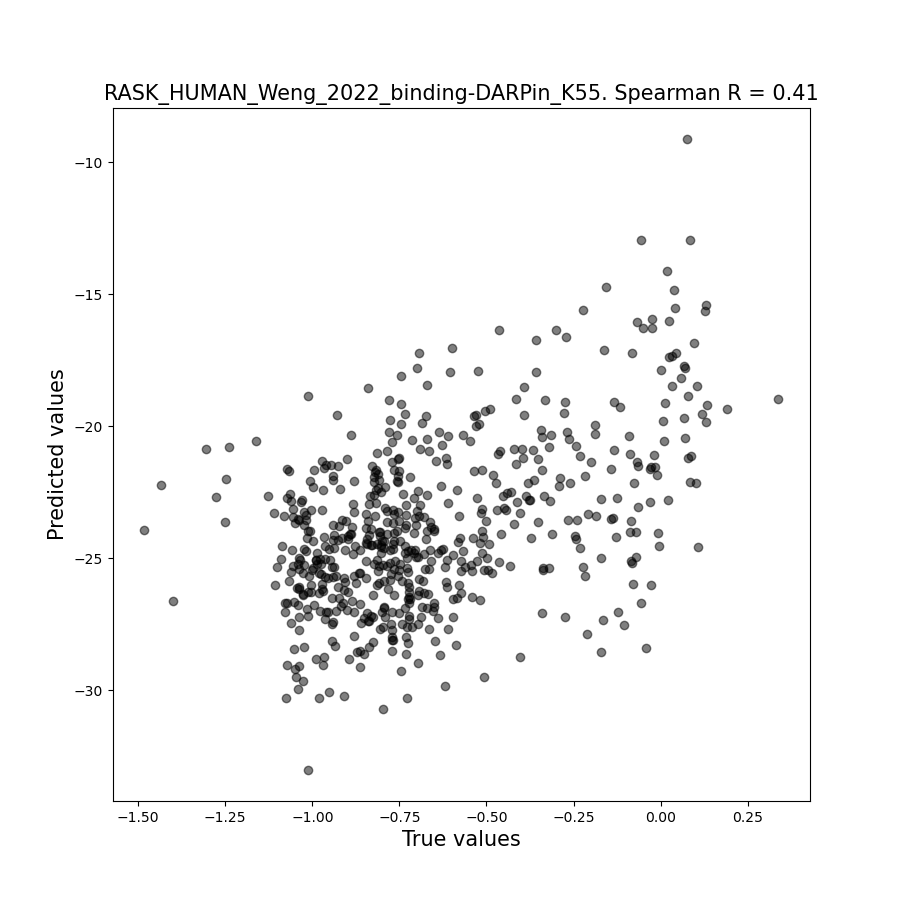 RASK_HUMAN_Weng_2022_binding-DARPin_K55. Spearman R = 0.41
−10
−15
−20
−25
−30
Predicted values
−1.50 −1.25 −1.00 −0.75 −0.50 −0.25 0.00 0.25
True values